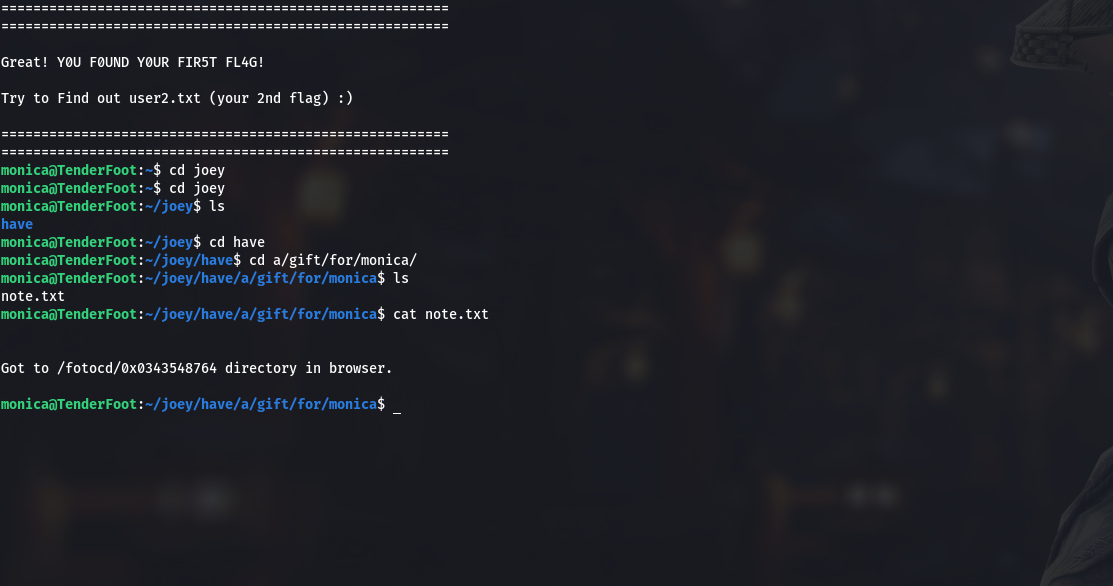 ========================================================
========================================================
Great! Y0U F0UND Y0UR FIR5T FL4G!
Try to Find out user2.txt (your 2nd flag) :)
========================================================
========================================================
monica@TenderFoot:~$ cd joey
monica@TenderFoot:~$ cd joey
monica@TenderFoot:~/joey$ ls
have
monica@TenderFoot:~/joey$ cd have
monica@TenderFoot:~/joey/have$ cd a/gift/for/monica/
monica@TenderFoot:~/joey/have/a/gift/for/monica$ ls
note.txt
monica@TenderFoot:~/joey/have/a/gift/for/monica$ cat note.txt
Got to /fotocd/0x0343548764 directory in browser.
monica@TenderFoot:~/joey/have/a/gift/for/monica$ _